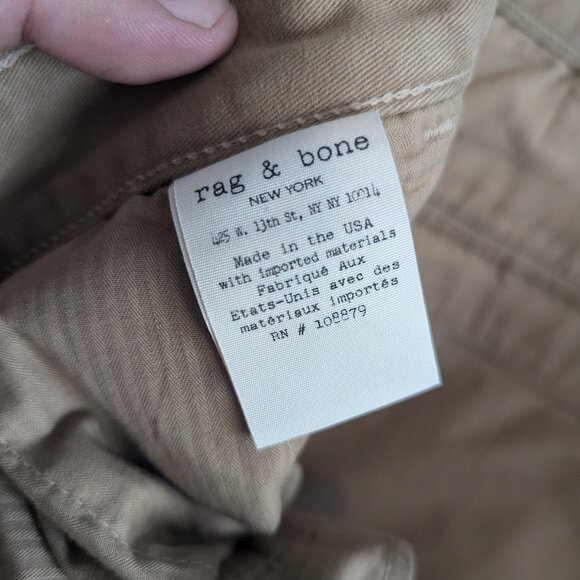 rag & bone
NEW YORK
425 W. 13th St, NY NY 10014
Made in the USA
with imported materials
Fabriqué Aux
Etats-Unis avec des
matériaux importés
RN # 108879